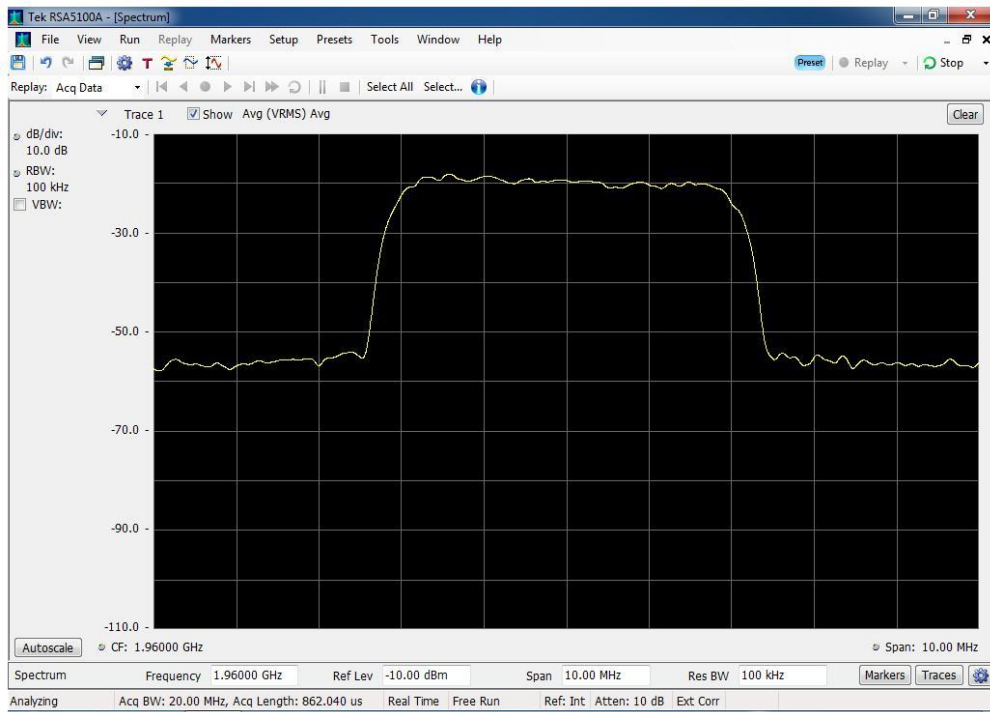 Tek RSA5100A - [Spectrum]
File View Run Replay Markers Setup Presets Tools Window Help
T Preset Replay Stop
Replay: Acq Data Select All Select...
Trace 1 Show Avg (VRMS) Avg Clear
dB/div:
10.0 dB
RBW:
100 kHz
VBW:
-10.0
-30.0
-50.0
-70.0
-90.0
-110.0
Autoscale CF: 1.96000 GHz Span: 10.00 MHz
Spectrum Frequency 1.96000 GHz Ref Lev -10.00 dBm Span 10.00 MHz Res BW 100 kHz Markers Traces
Analyzing Acq BW: 20.00 MHz, Acq Length: 862.040 us Real Time Free Run Ref: Int Atten: 10 dB Ext Corr